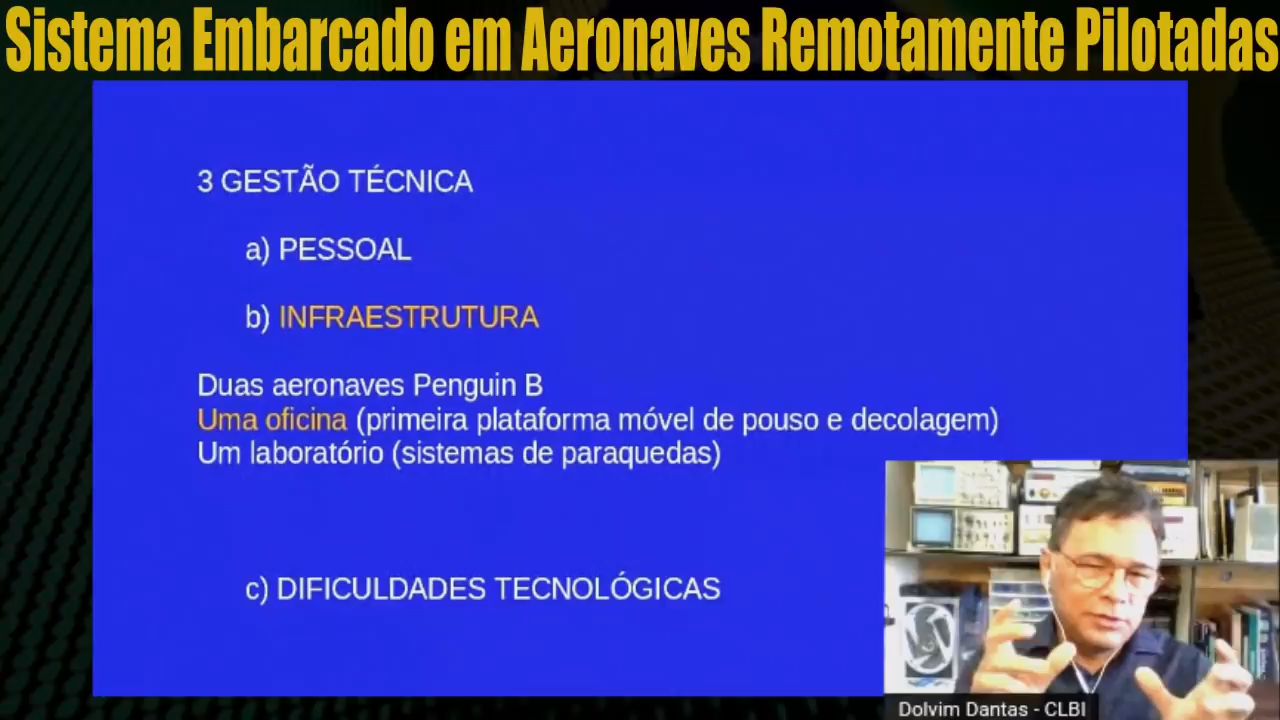 Sistema Embarcado em Aeronaves Remotamente Pilotadas
3 GESTÃO TÉCNICA
a) PESSOAL
b) INFRAESTRUTURA
Duas aeronaves Penguin B
Uma oficina (primeira plataforma móvel de pouso e decolagem)
Um laboratório (sistemas de paraquedas)
c) DIFICULDADES TECNOLÓGICAS
Dolvim Dantas - CLBI